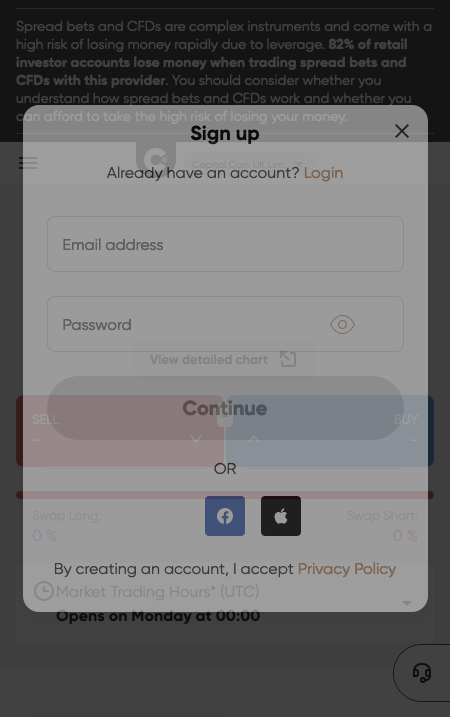 Spread bets and CFDs are complex instruments and come with a
high risk of losing money rapidly due to leverage. 82% of retail
investor accounts lose money when trading spread bets and
CFDs with this provider. You should consider whether you
understand how spread bets and CFDs work and whether you
can afford to take the high risk of losing your money.
Sign up
Capital Com UK Lim
Already have an account? Login
Email address
Password
View detailed chart
Continue
SELL
BUY
-
-
OR
Swap Long:
Swap Short:
0 %
0 %
By creating an account, I accept Privacy Policy
Market Trading Hours* (UTC)
Opens on Monday at 00:00